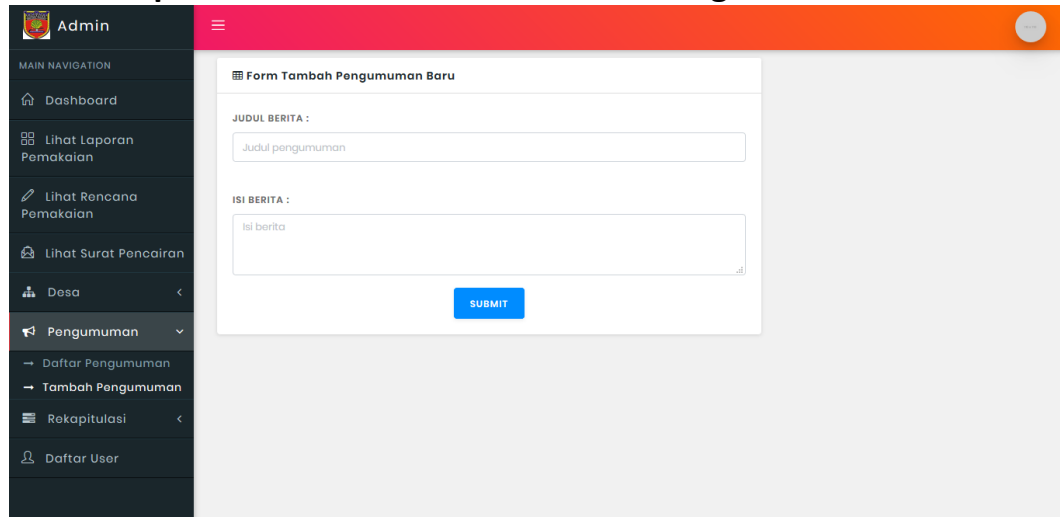 Admin
MAIN NAVIGATION
Dashboard
Lihat Laporan
Pemakaian
Lihat Rencana
Pemakaian
Lihat Surat Pencairan
Desa
Pengumuman
Daftar Pengumuman
Tambah Pengumuman
Rekapitulasi
Daftar User
Form Tambah Pengumuman Baru
JUDUL BERITA :
Judul pengumuman
ISI BERITA :
Isi berita
SUBMIT